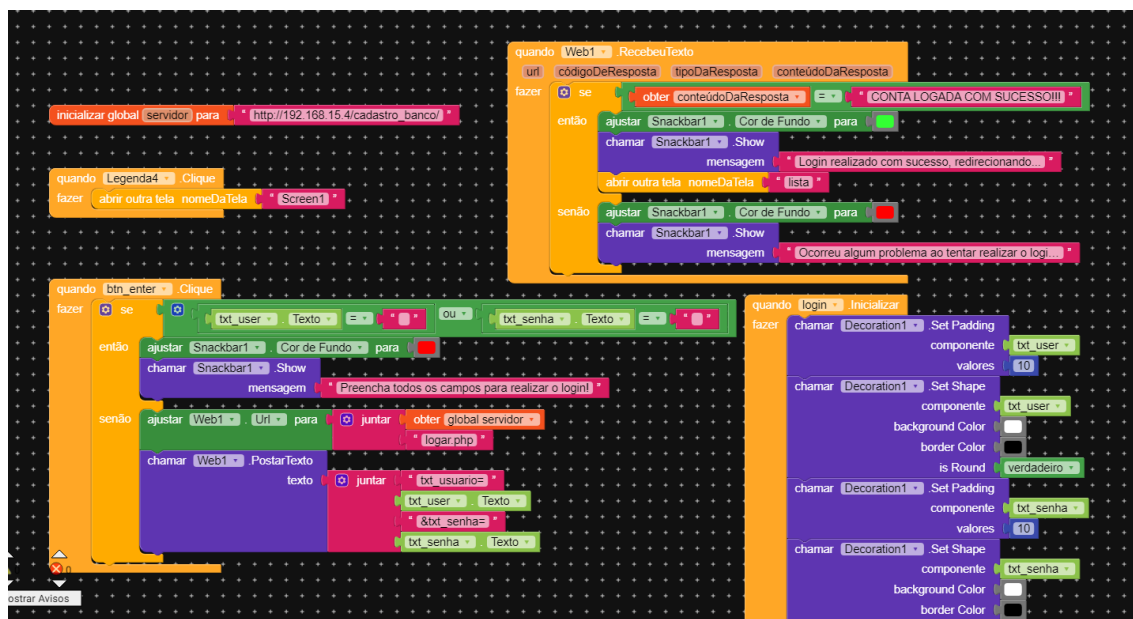 inicializar global servidor para " http://192.168.15.4/cadastro_banco/ "
quando Legenda4 .Clique
fazer abrir outra tela nomeDaTela " Screen1 "
quando Web1 .RecebeuTexto
url códigoDeResposta tipoDaResposta conteúdoDaResposta
fazer se obter conteúdoDaResposta = " CONTA LOGADA COM SUCESSO!!! "
então ajustar Snackbar1 . Cor de Fundo para
chamar Snackbar1 .Show
mensagem " Login realizado com sucesso, redirecionando... "
abrir outra tela nomeDaTela " lista "
senão ajustar Snackbar1 . Cor de Fundo para
chamar Snackbar1 .Show
mensagem " Ocorreu algum problema ao tentar realizar o logi... "
quando btn_enter .Clique
fazer se txt_user . Texto = " " ou txt_senha . Texto = " "
então ajustar Snackbar1 . Cor de Fundo para
chamar Snackbar1 .Show
mensagem " Preencha todos os campos para realizar o login! "
senão ajustar Web1 . Url para juntar obter global servidor
" logar.php "
chamar Web1 .PostarTexto
texto juntar " txt_usuario= "
txt_user . Texto
" &txt_senha= "
txt_senha . Texto
quando login .Inicializar
fazer chamar Decoration1 .Set Padding
componente txt_user
valores 10
chamar Decoration1 .Set Shape
componente txt_user
background Color
border Color
is Round verdadeiro
chamar Decoration1 .Set Padding
componente txt_senha
valores 10
chamar Decoration1 .Set Shape
componente txt_senha
background Color
border Color
0
ostrar Avisos